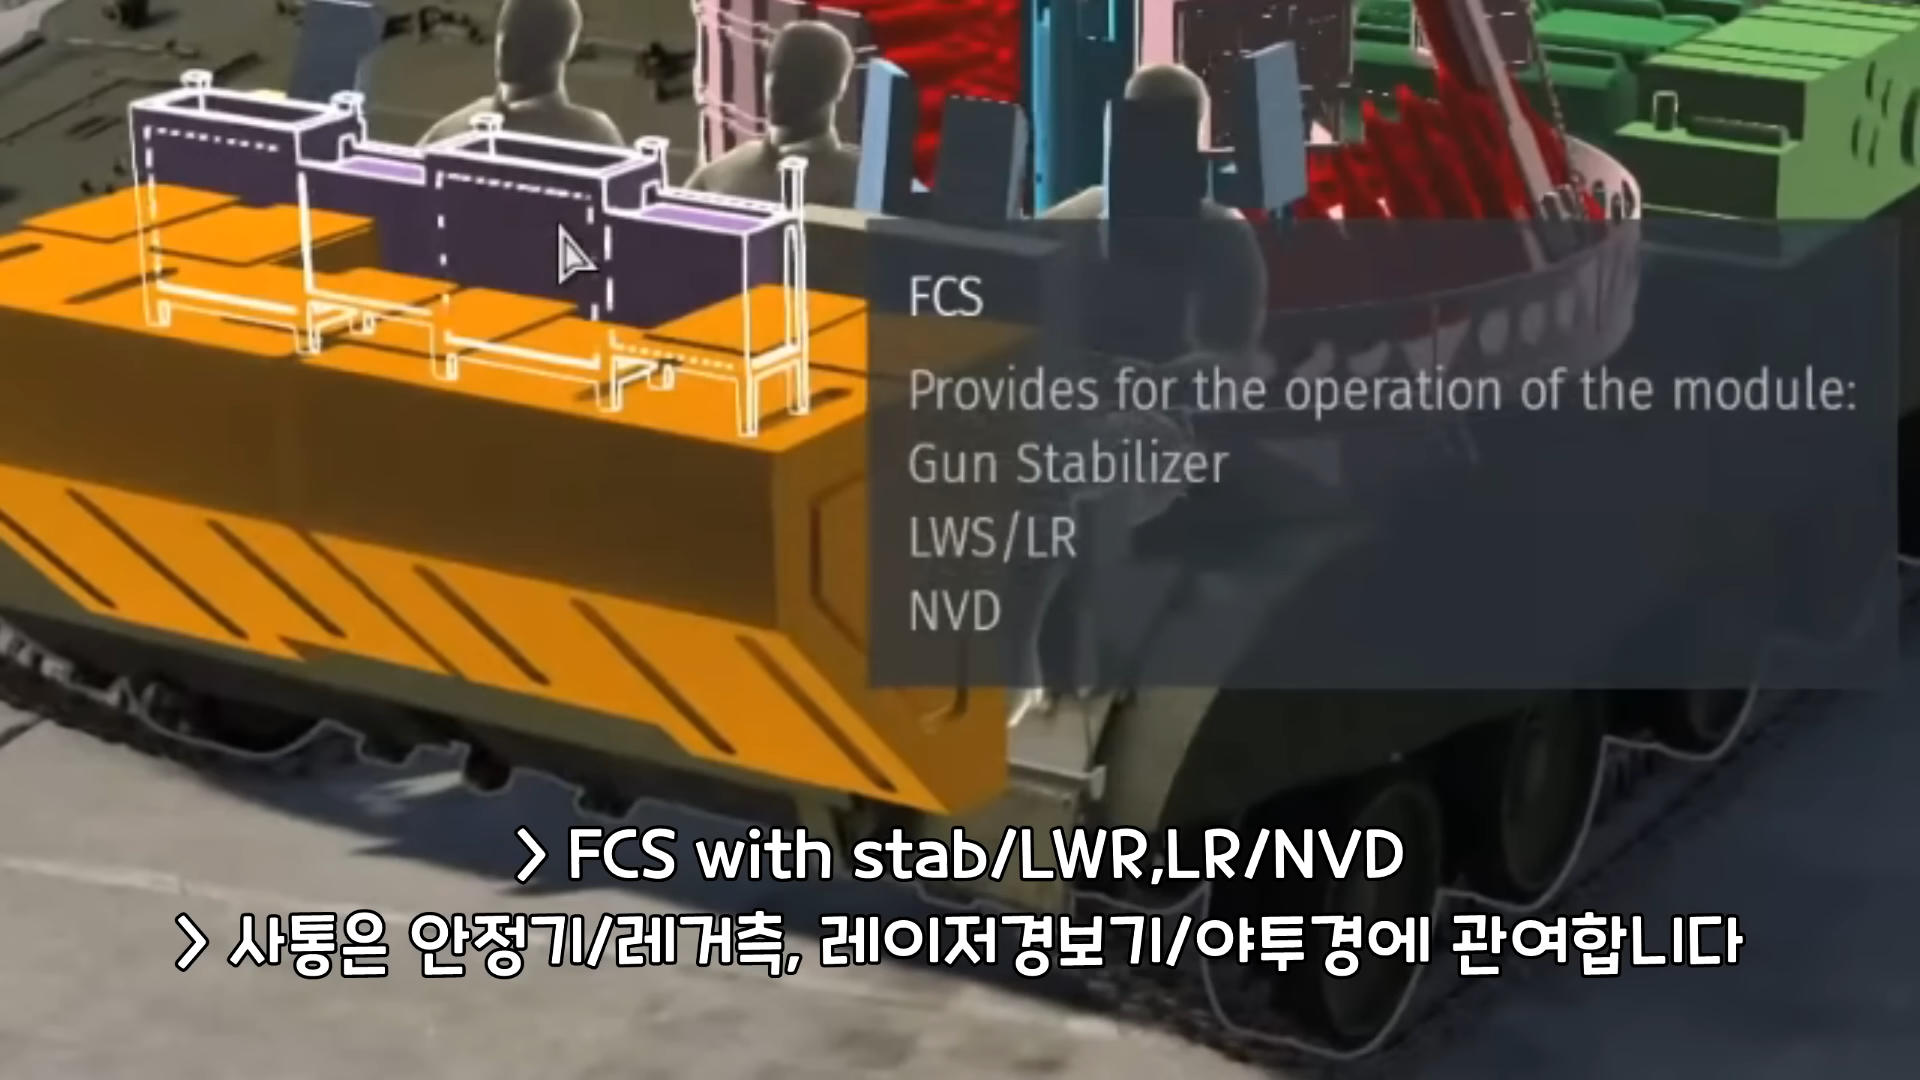 FCS
Provides for the operation of the module:
Gun Stabilizer
LWS/LR
NVD
> FCS with stab/LWR,LR/NVD
> 사통은 안정기/레거측, 레이저경보기/야투경에 관여합니다